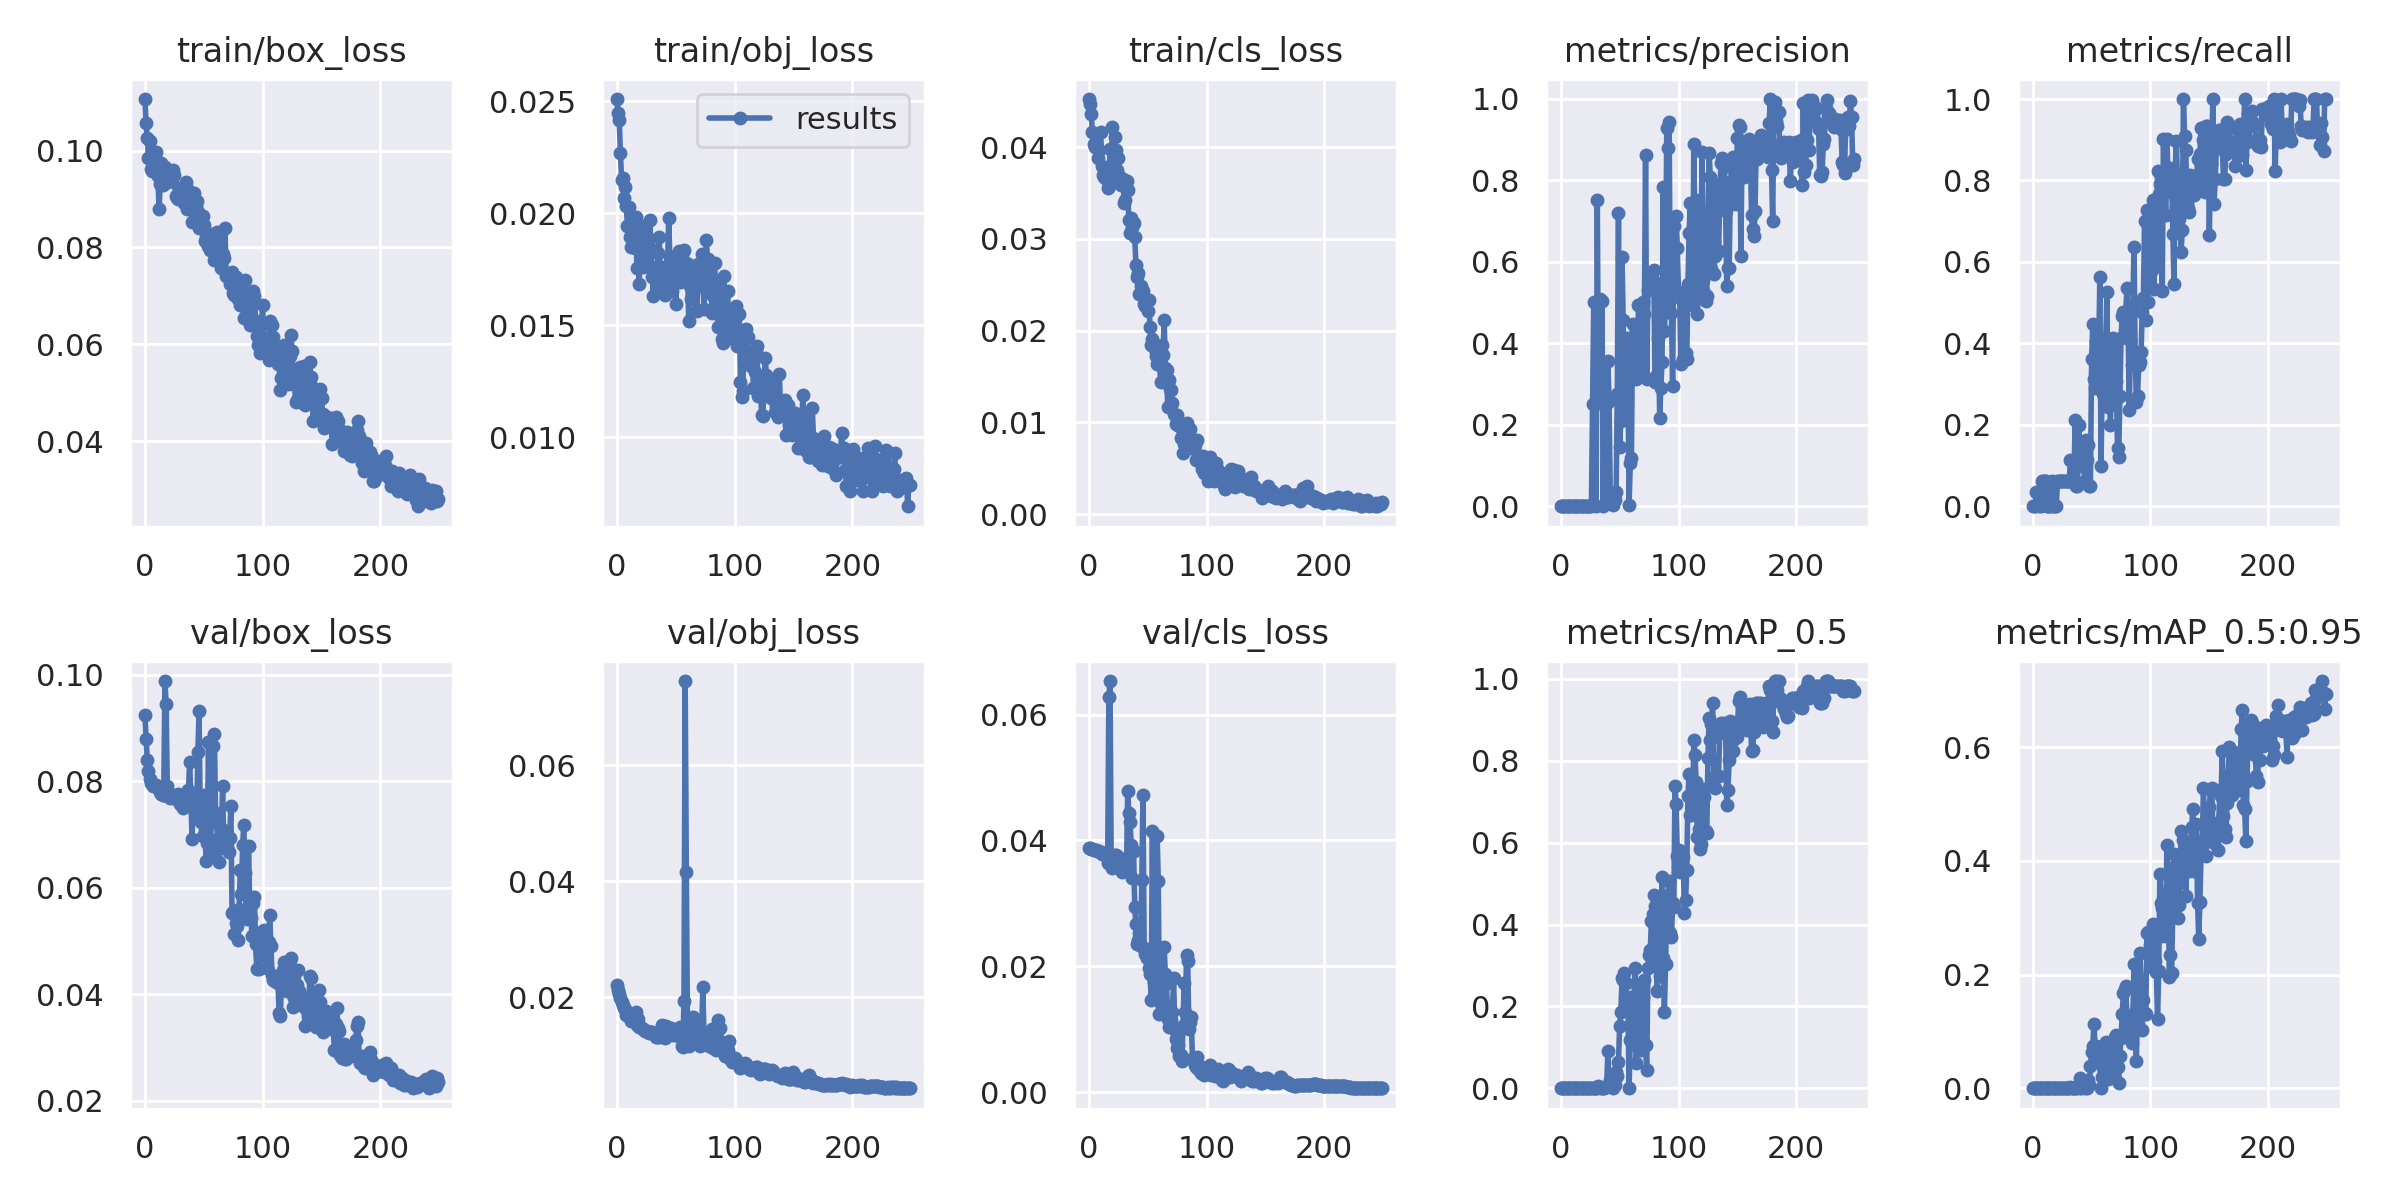 train/box_loss
0.10
0.08
0.06
0.04
0 100 200
train/obj_loss
results
0.025
0.020
0.015
0.010
0 100 200
train/cls_loss
0.04
0.03
0.02
0.01
0.00
0 100 200
metrics/precision
1.0
0.8
0.6
0.4
0.2
0.0
0 100 200
metrics/recall
1.0
0.8
0.6
0.4
0.2
0.0
0 100 200
val/box_loss
0.10
0.08
0.06
0.04
0.02
0 100 200
val/obj_loss
0.06
0.04
0.02
0 100 200
val/cls_loss
0.06
0.04
0.02
0.00
0 100 200
metrics/mAP_0.5
1.0
0.8
0.6
0.4
0.2
0.0
0 100 200
metrics/mAP_0.5:0.95
0.6
0.4
0.2
0.0
0 100 200